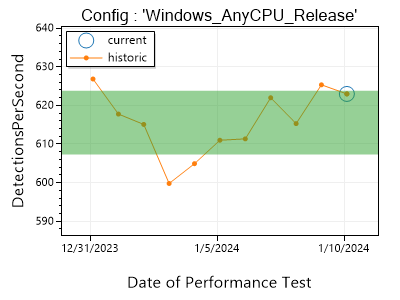 Config : 'Windows_AnyCPU_Release'
current
historic
640
630
620
610
600
590
DetectionsPerSecond
12/31/2023
1/5/2024
1/10/2024
Date of Performance Test